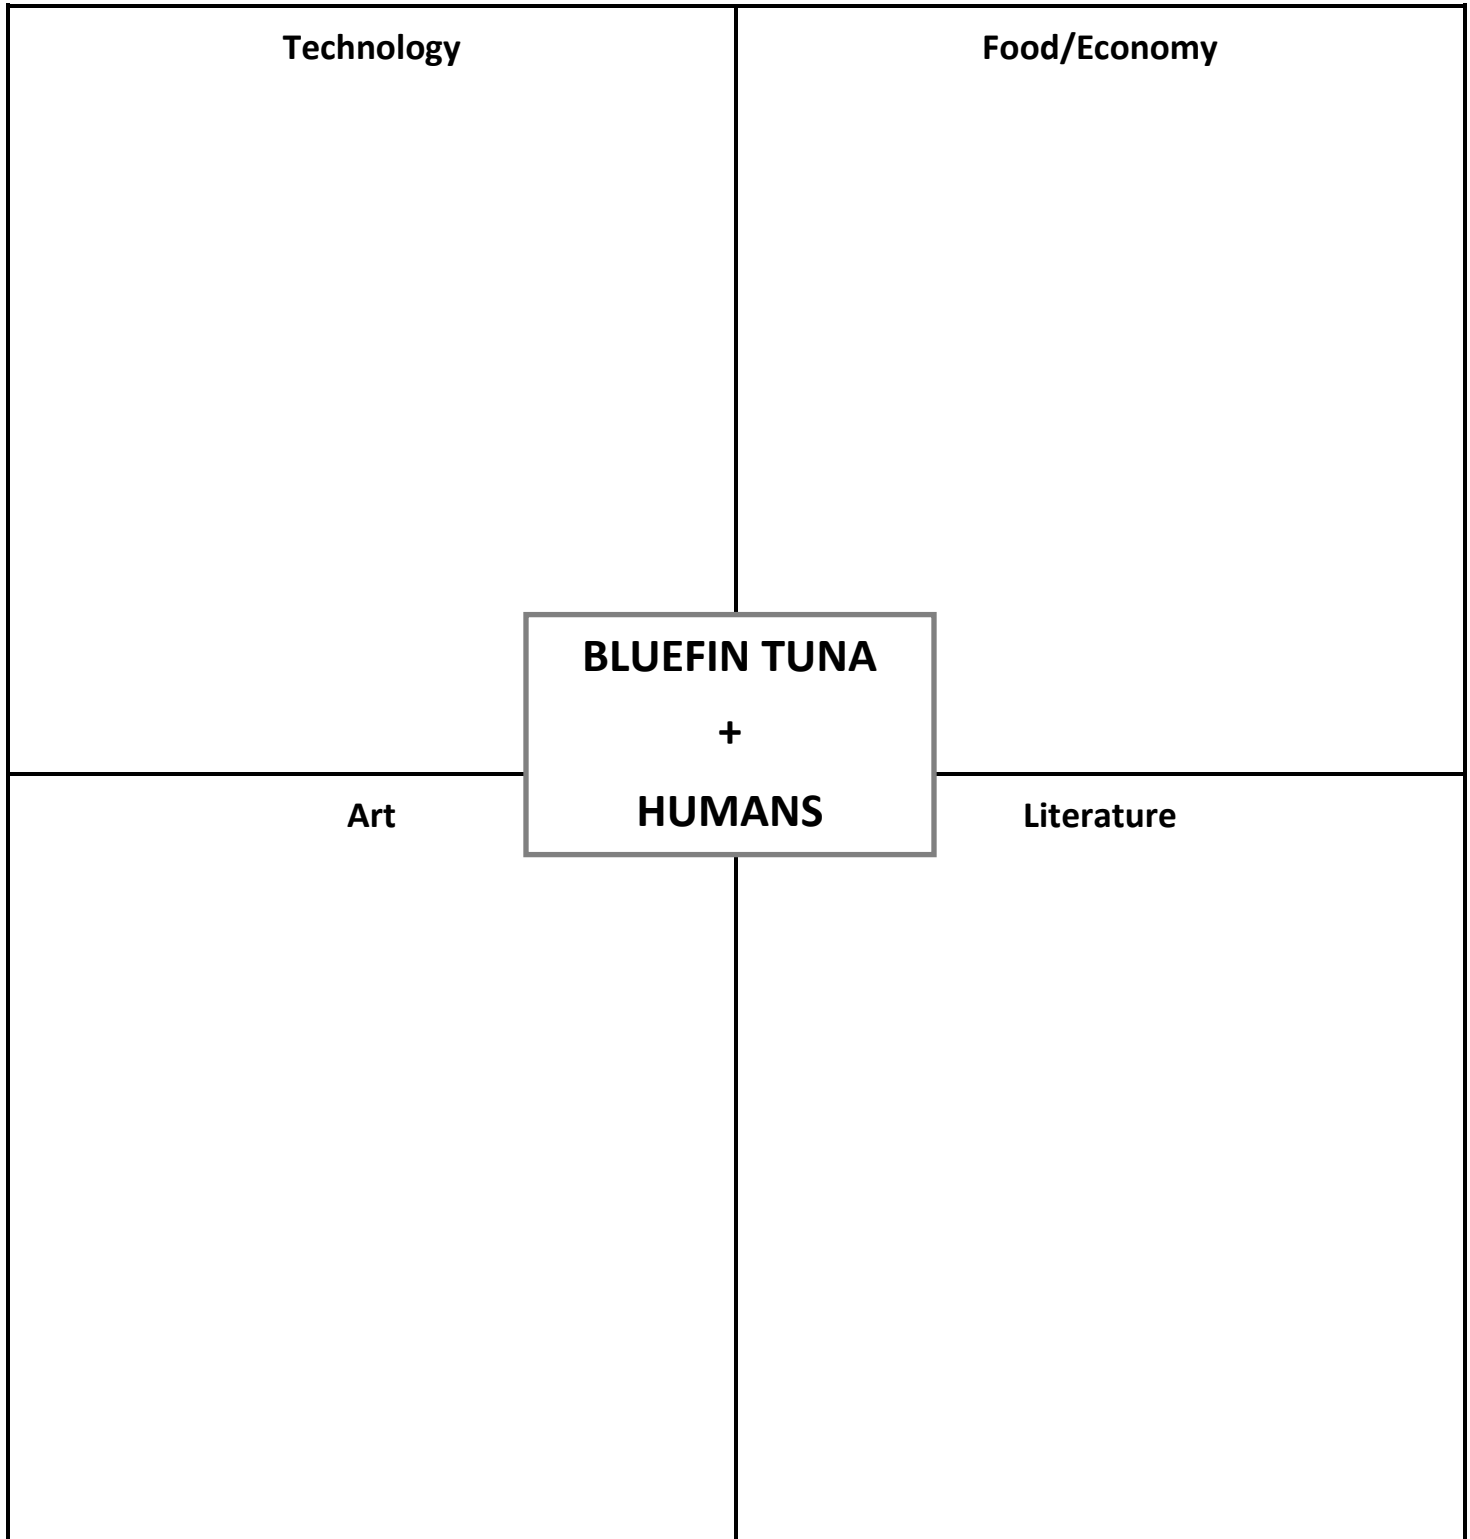 Technology
Food/Economy
BLUEFIN TUNA
+
HUMANS
Art
Literature